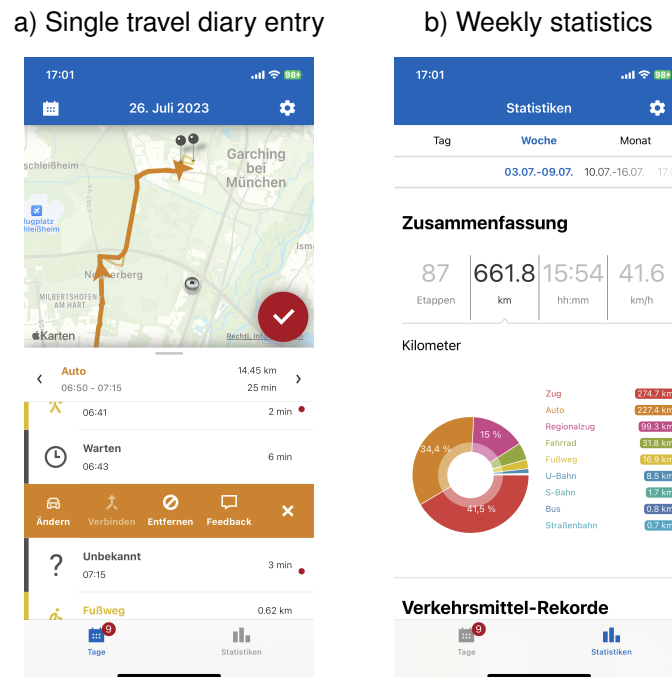 a) Single travel diary entry
17:01
98
26. Juli 2023
schleißheim
Garching
bei
München
Neuherberg
MILBERTSHOFEN
AM HART
Karten
Rechtl.
Auto
14.45 km
06:50 - 07:15
25 min
06:41
2 min
Warten
06:43
6 min
Ändern
Verbinden
Entfernen
Feedback
Unbekannt
07:15
3 min
Fußweg
0.62 km
9
Tage
Statistiken
b) Weekly statistics
17:01
98
Statistiken
Tag
Woche
Monat
03.07.-09.07.
10.07.-16.07.
Zusammenfassung
87
661.8
15:54
41.6
Etappen
km
hh:mm
km/h
Kilometer
34,4 %
15 %
41,5 %
Zug
274.7 km
Auto
227.4 km
Regionalzug
99.3 km
Fahrrad
31.8 km
Fußweg
16.9 km
U-Bahn
8.5 km
S-Bahn
1.7 km
Bus
0.8 km
Straßenbahn
0.7 km
Verkehrsmittel-Rekorde
9
Tage
Statistiken